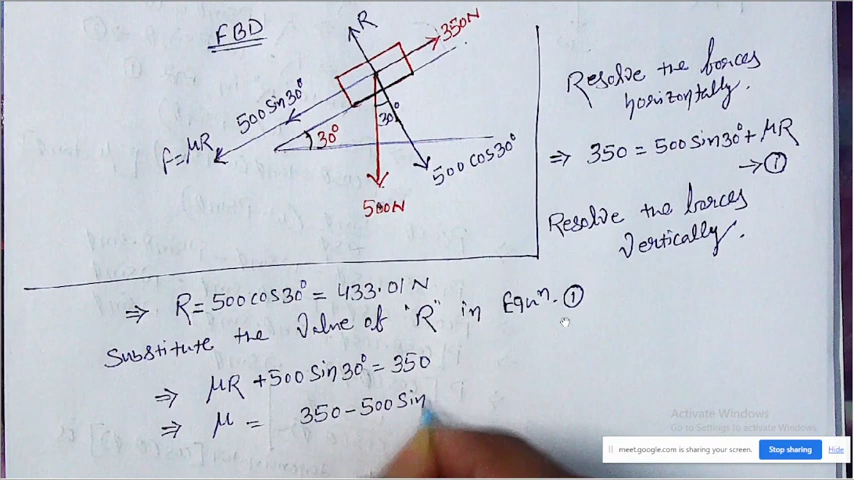 FBD
R
350N
500 sin 30°
30°
30°
F=μR
500 cos 30°
500N
Resolve the forces
horizontally.
⇒ 350 = 500 sin 30° + μR
→ ①
Resolve the forces
Vertically.
⇒ R = 500 cos 30° = 433.01 N
Substitute the Value of "R" in Equn. ①
⇒ μR + 500 Sin 30° = 350
⇒ μ = 350 - 500 Sin
Activate Windows
Go to Settings to activate Windows.
meet.google.com is sharing your screen.
Stop sharing
Hide